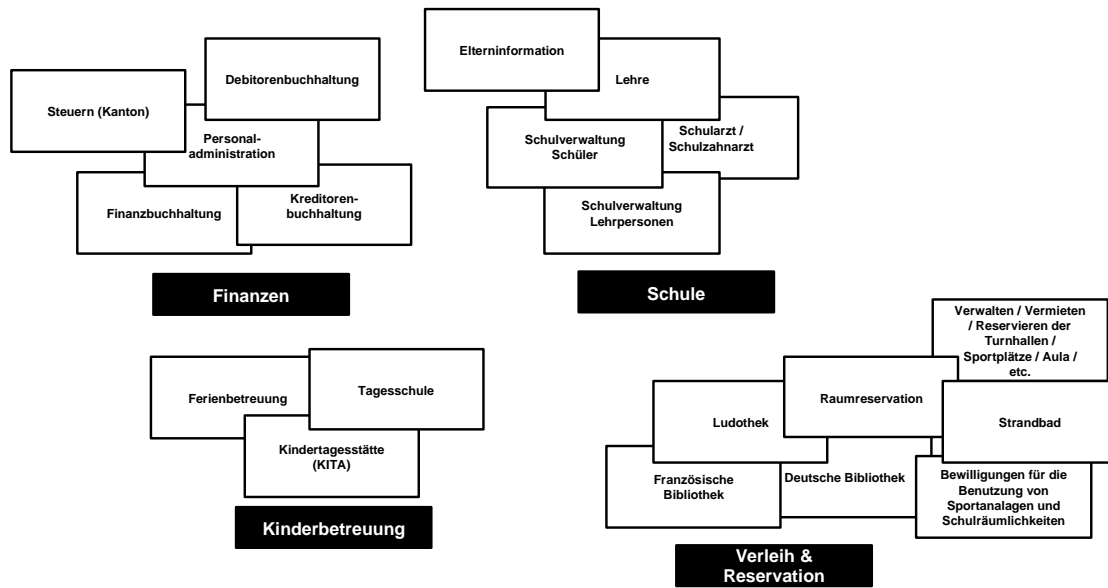 Debitorenbuchhaltung
Steuern (Kanton)
Personal-
administration
Finanzbuchhaltung
Kreditoren-
buchhaltung
Finanzen
Elterninformation
Lehre
Schulverwaltung
Schüler
Schularzt /
Schulzahnarzt
Schulverwaltung
Lehrpersonen
Schule
Ferienbetreuung
Tagesschule
Kindertagesstätte
(KITA)
Kinderbetreuung
Verwalten / Vermieten
/ Reservieren der
Turnhallen /
Sportplätze / Aula /
etc.
Raumreservation
Ludothek
Strandbad
Französische
Bibliothek
Deutsche Bibliothek
Bewilligungen für die
Benutzung von
Sportanalagen und
Schulräumlichkeiten
Verleih &
Reservation